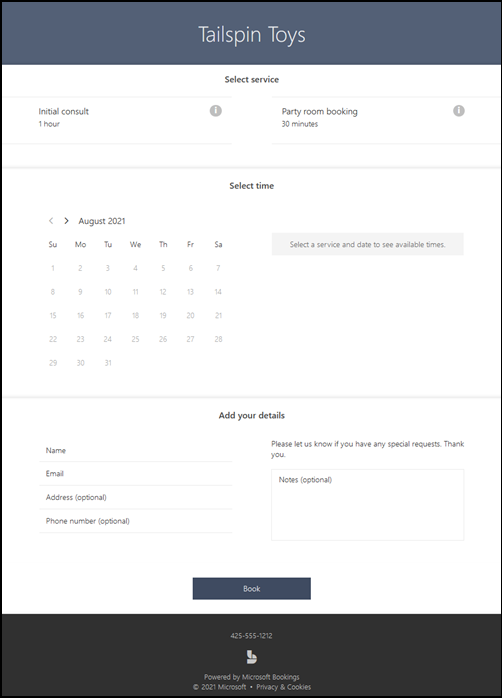 Tailspin Toys
Select service
Initial consult
1 hour
Party room booking
30 minutes
Select time
August 2021
Su Mo Tu We Th Fr Sa
1 2 3 4 5 6 7
8 9 10 11 12 13 14
15 16 17 18 19 20 21
22 23 24 25 26 27 28
29 30 31
Select a service and date to see available times.
Add your details
Name
Email
Address (optional)
Phone number (optional)
Please let us know if you have any special requests. Thank
you.
Notes (optional)
Book
425-555-1212
Powered by Microsoft Bookings
© 2021 Microsoft • Privacy & Cookies